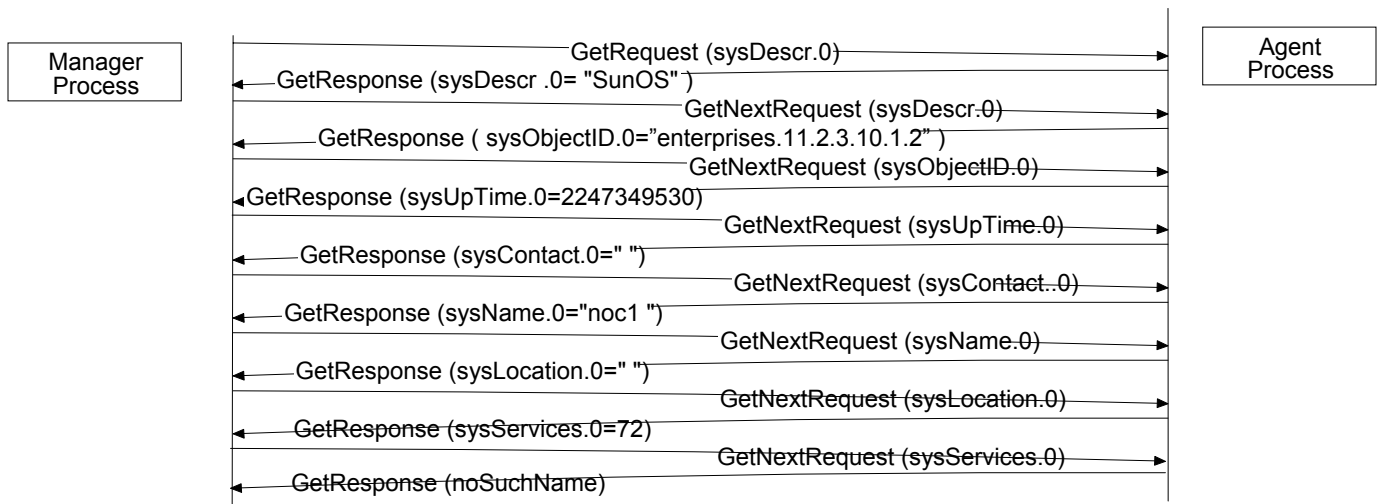 Manager
Process
Agent
Process
GetRequest (sysDescr.0)
GetResponse (sysDescr .0= "SunOS" )
GetNextRequest (sysDescr.0)
GetResponse ( sysObjectID.0=”enterprises.11.2.3.10.1.2” )
GetNextRequest (sysObjectID.0)
GetResponse (sysUpTime.0=2247349530)
GetNextRequest (sysUpTime.0)
GetResponse (sysContact.0=" ")
GetNextRequest (sysContact..0)
GetResponse (sysName.0="noc1 ")
GetNextRequest (sysName.0)
GetResponse (sysLocation.0=" ")
GetNextRequest (sysLocation.0)
GetResponse (sysServices.0=72)
GetNextRequest (sysServices.0)
GetResponse (noSuchName)